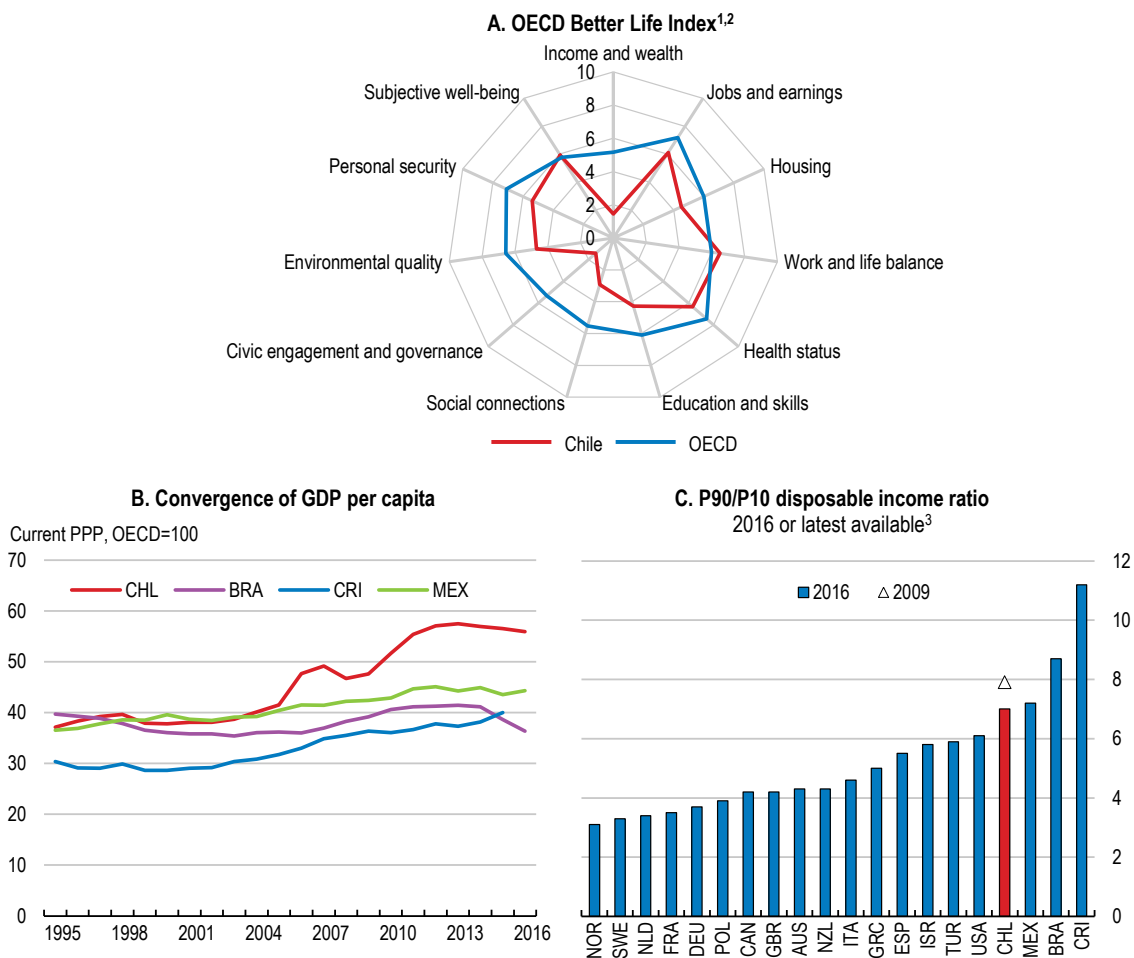 A. OECD Better Life Index1,2
Income and wealth
Jobs and earnings
Housing
Work and life balance
Health status
Education and skills
Social connections
Civic engagement and governance
Environmental quality
Personal security
Subjective well-being
10
8
6
4
2
0
Chile OECD
B. Convergence of GDP per capita
Current PPP, OECD=100
70
60
50
40
30
20
10
0
CHL BRA CRI MEX
1995 1998 2001 2004 2007 2010 2013 2016
C. P90/P10 disposable income ratio
2016 or latest available3
2016 2009
12
10
8
6
4
2
0
NOR SWE NLD FRA DEU POL CAN GBR AUS NZL ITA GRC ESP ISR TUR USA CHL MEX BRA CRI